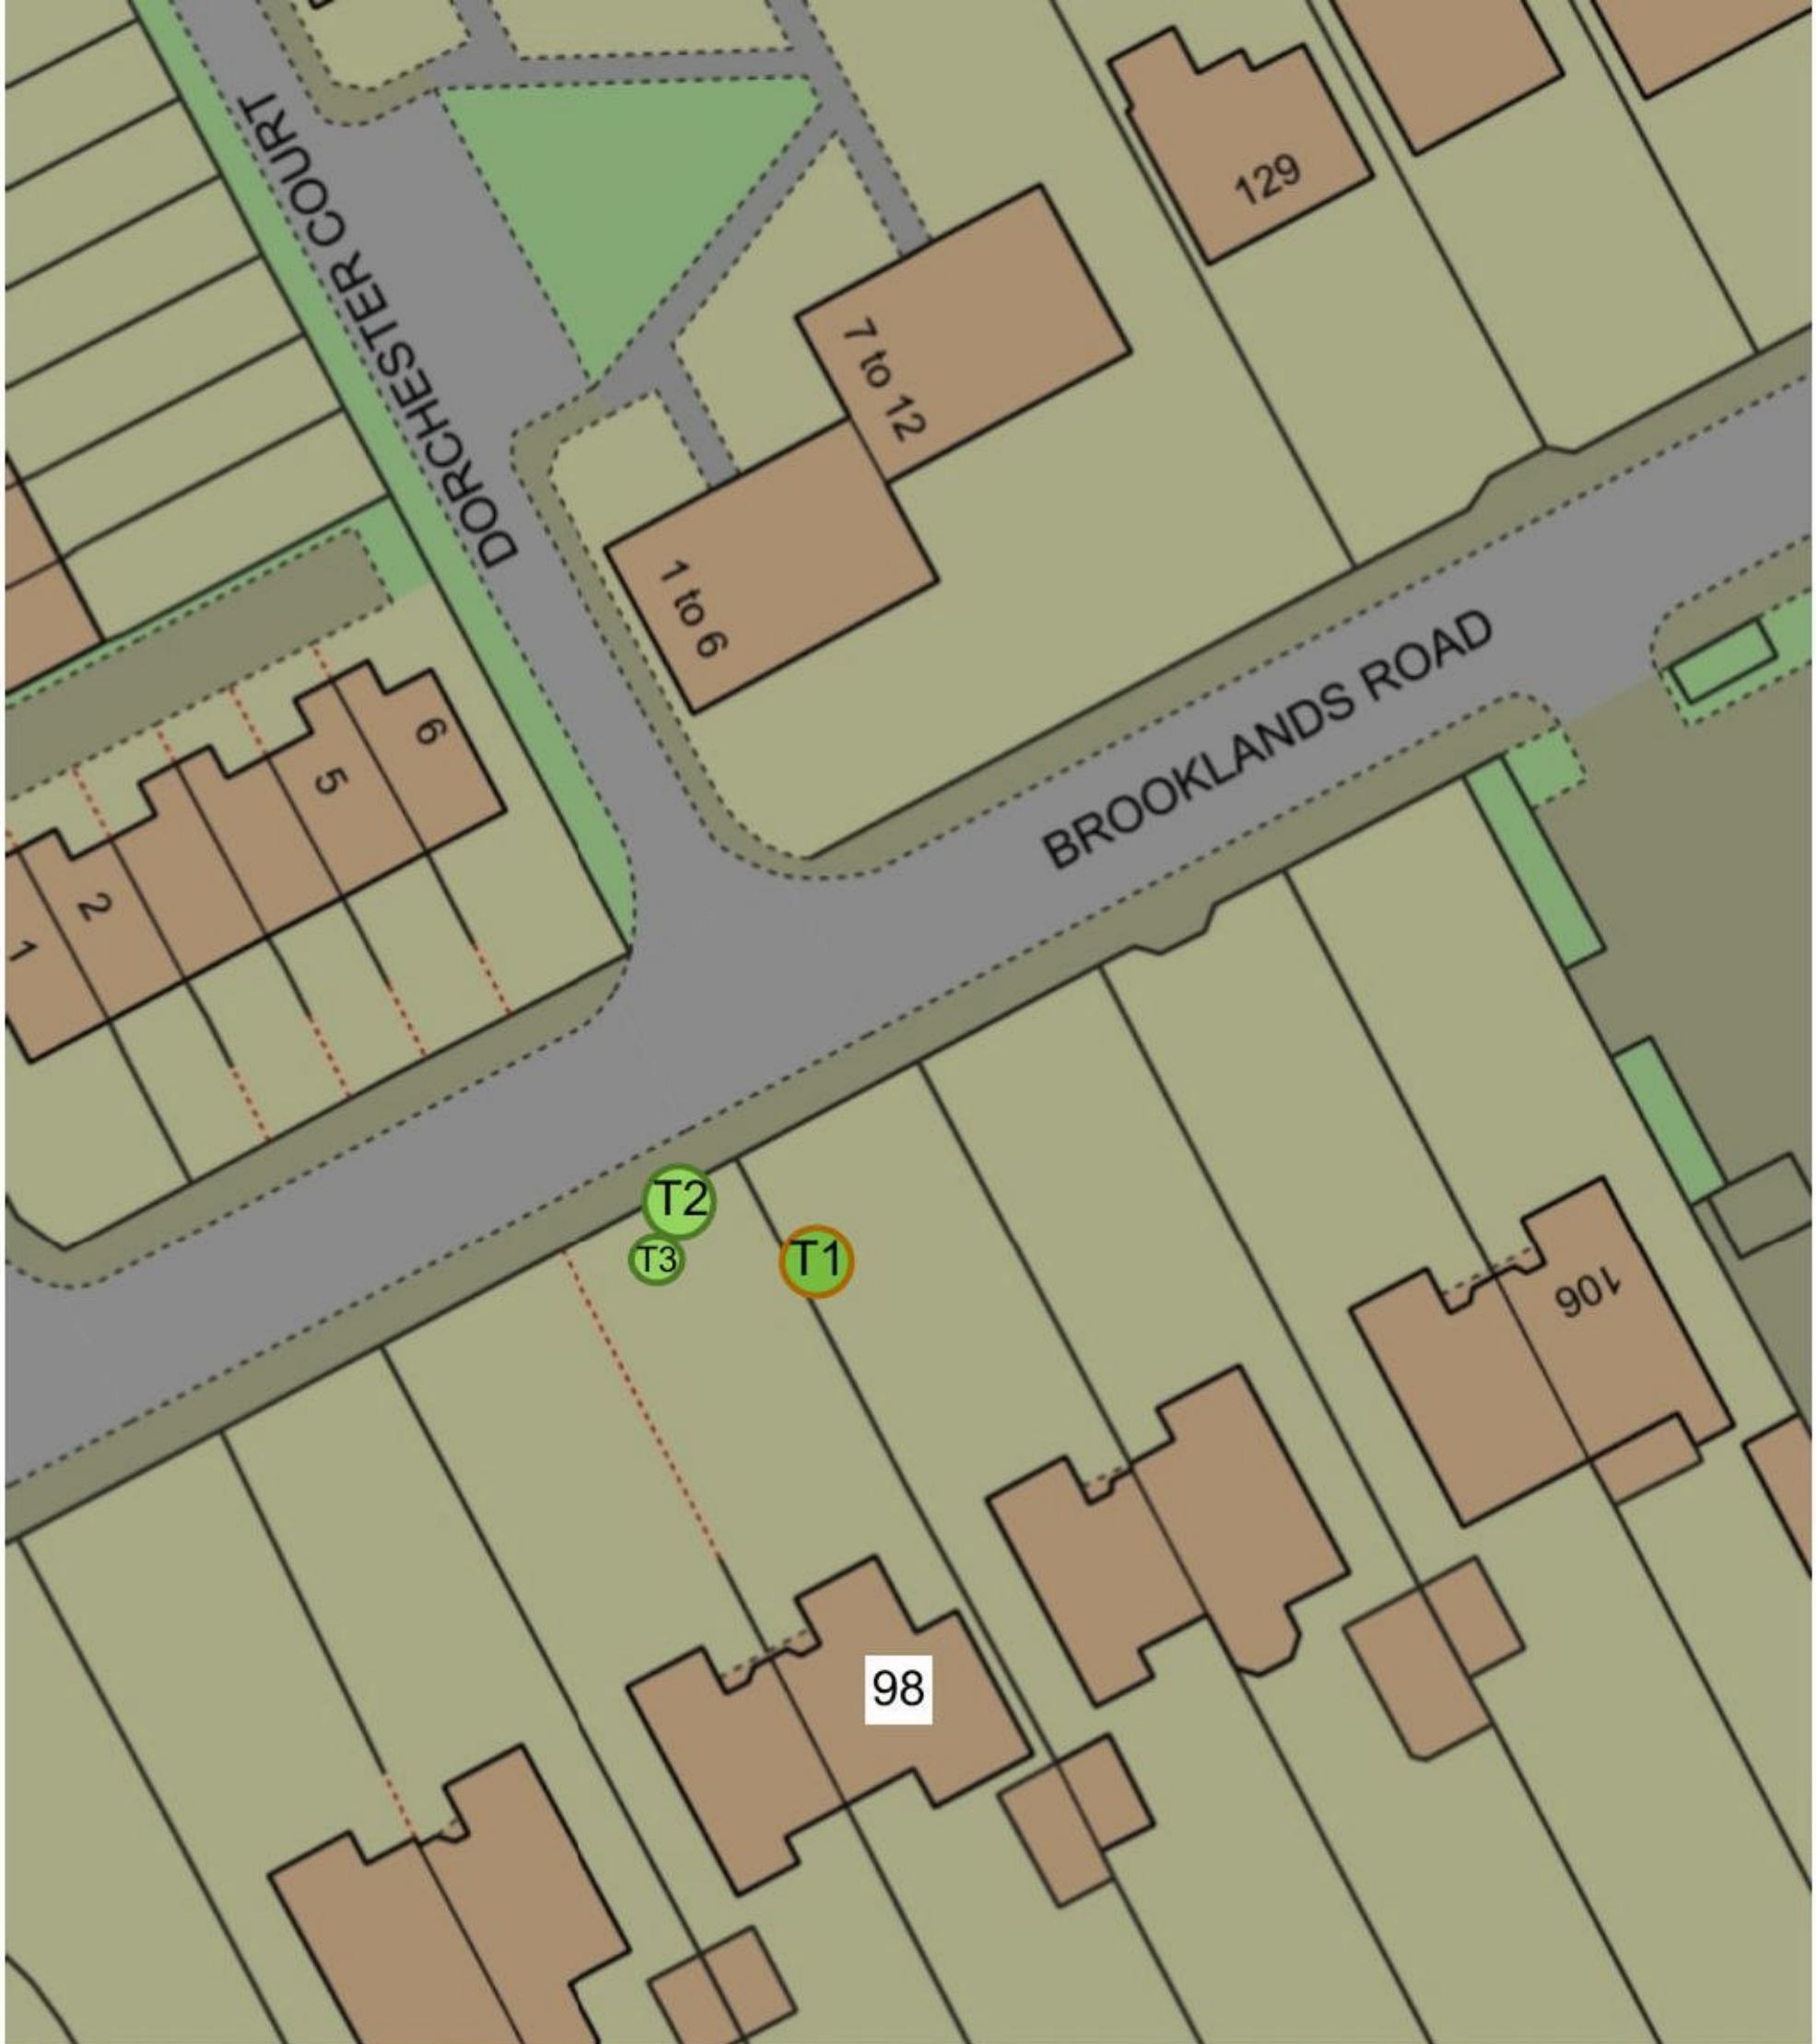 DORCHESTER COURT
129
7 to 12
1 to 6
6
5
2
1
BROOKLANDS ROAD
T2
T3
T1
106
98